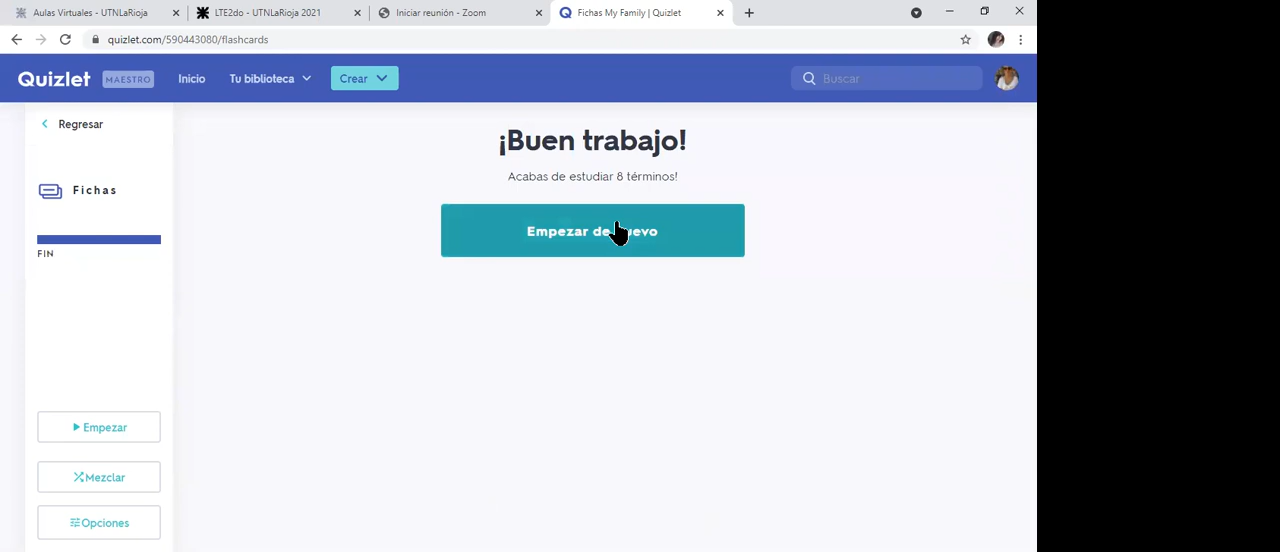 Aulas Virtuales - UTNLaRioja
LTE2do - UTNLaRioja 2021
Iniciar reunión - Zoom
Fichas My Family | Quizlet
quizlet.com/590443080/flashcards
Quizlet
MAESTRO
Inicio
Tu biblioteca
Crear
Buscar
Regresar
¡Buen trabajo!
Acabas de estudiar 8 términos!
Fichas
Empezar de nuevo
FIN
Empezar
Mezclar
Opciones